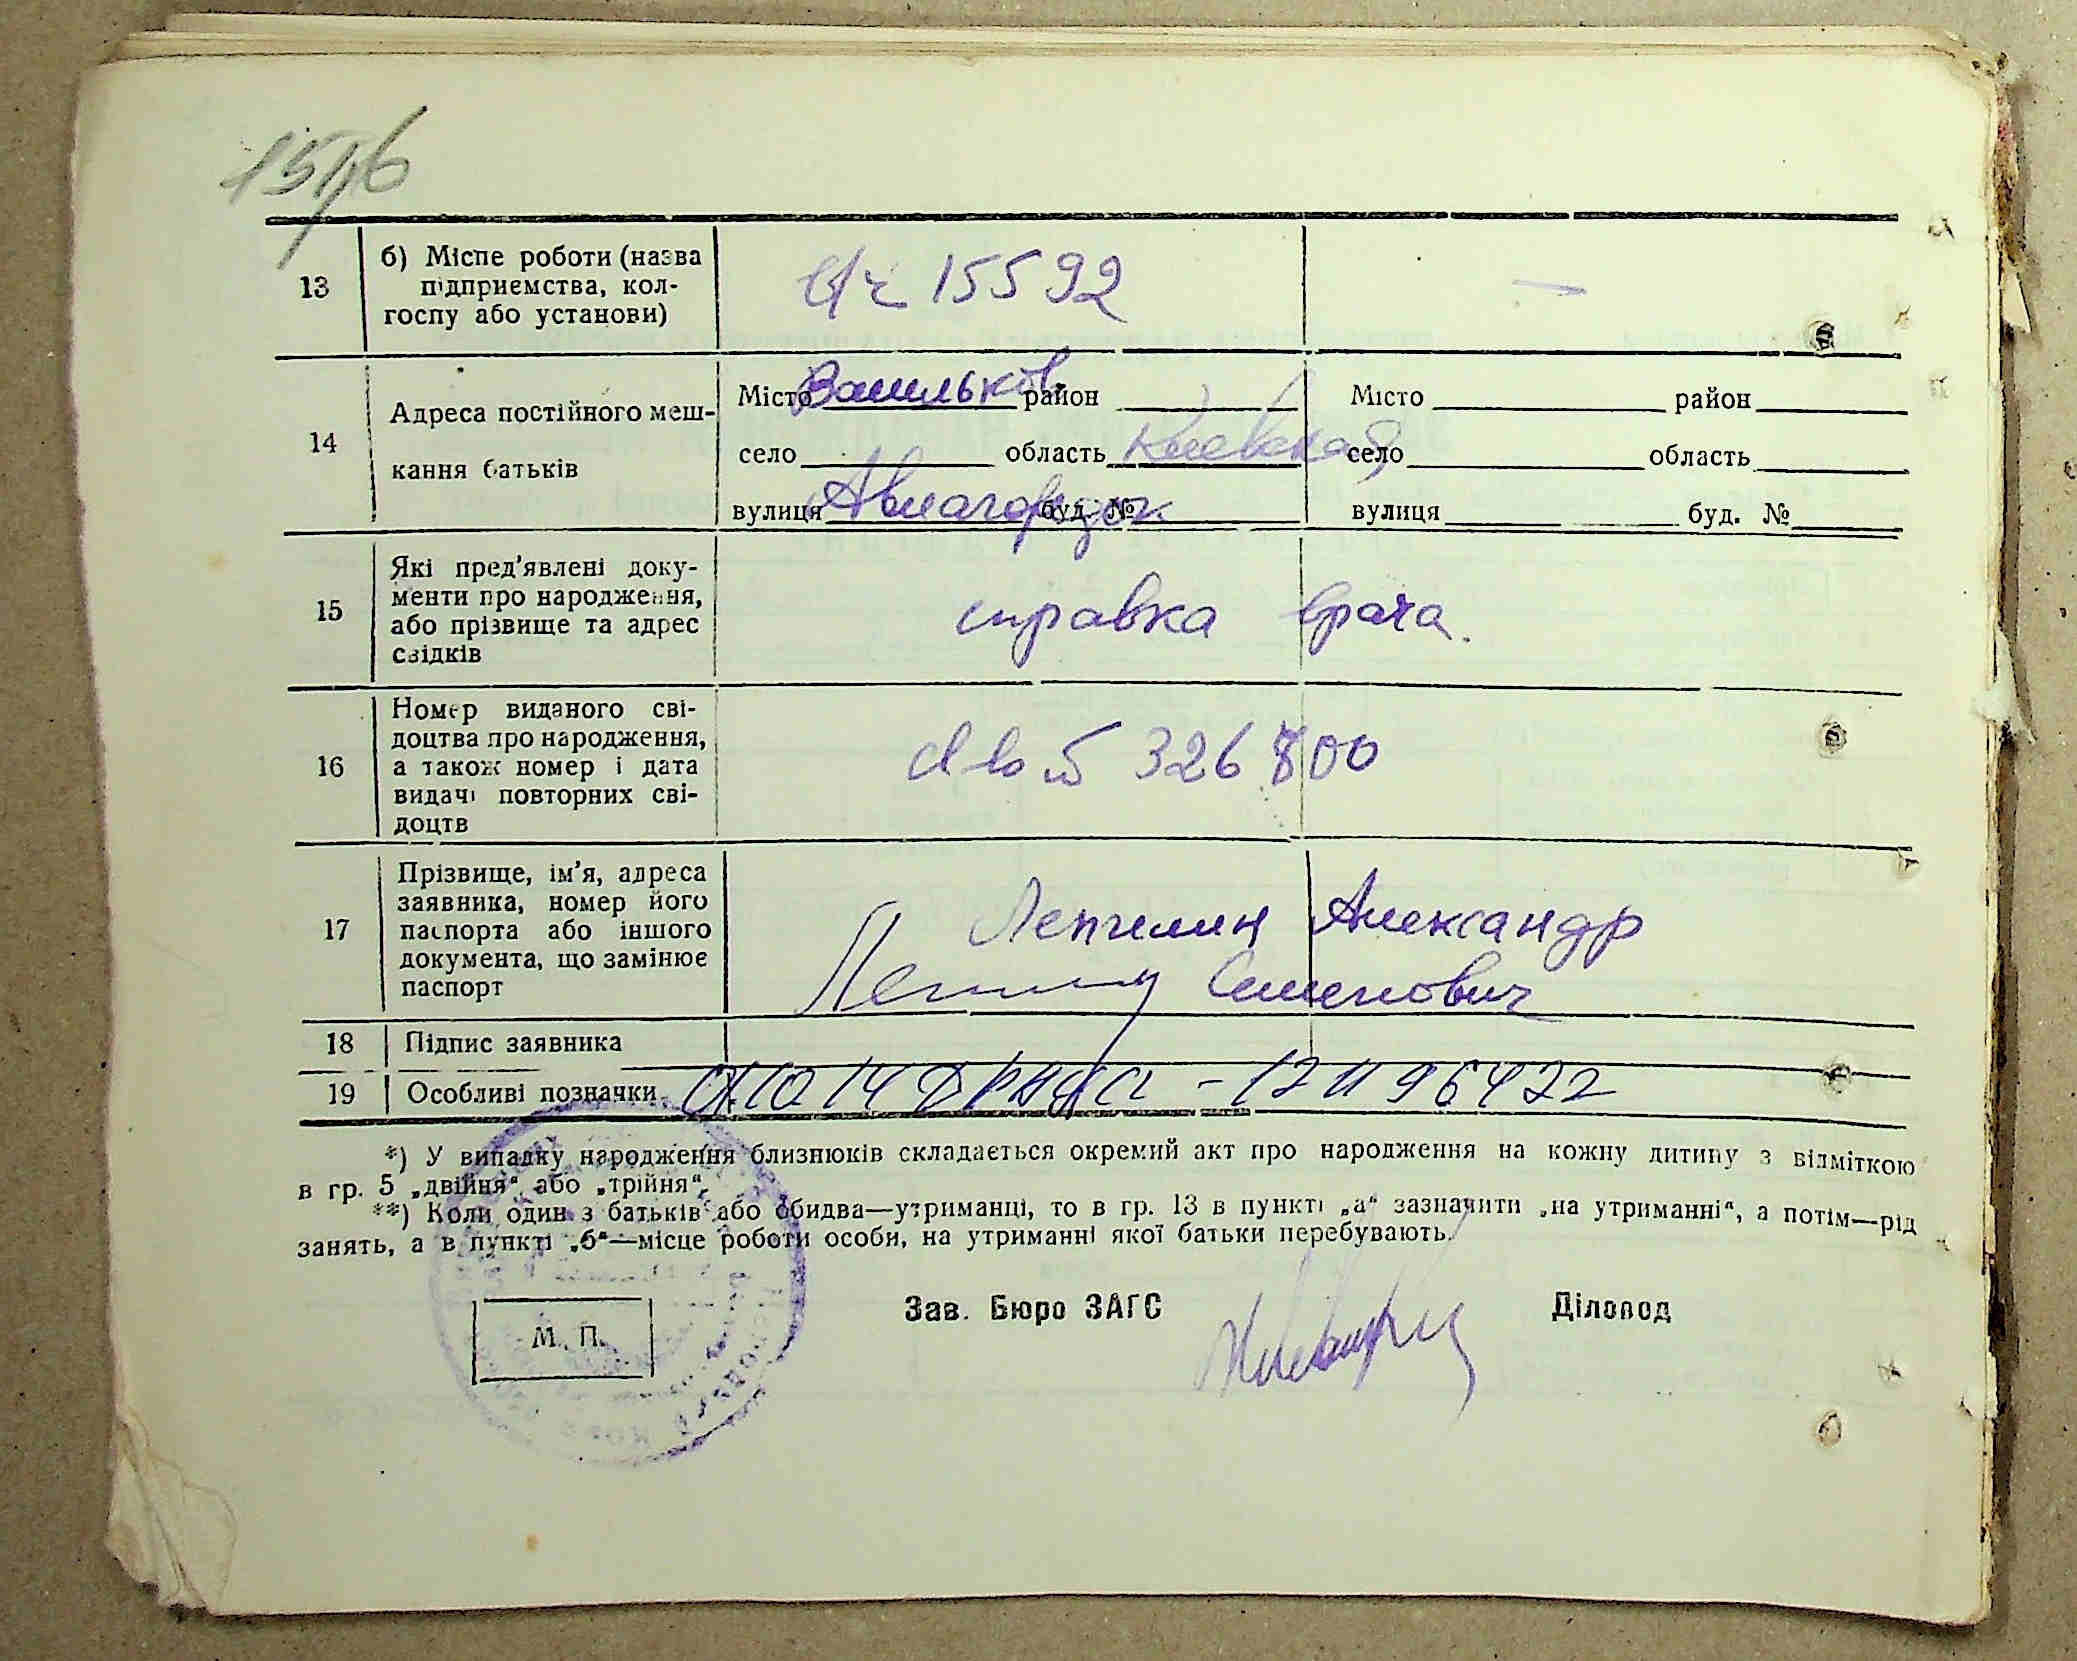 13 б) Місце роботи (назва
підприємства, кол-
госпу або установи)
в/ч 15592 —
14 Адреса постійного меш-
кання батьків
Місто Васильков район Місто район
село область Киевская село область
вулиця Авиагородок буд. № вулиця буд. №
15 Які пред'явлені доку-
менти про народження,
або прізвище та адрес
свідків
справка врача.
16 Номер виданого сві-
доцтва про народження,
а також номер і дата
видачі повторних сві-
доцтв
326800
17 Прізвище, ім'я, адреса
заявника, номер його
паспорта або іншого
документа, що замінює
паспорт
Александр
Семенович
18 Підпис заявника
19 Особливі позначки
*) У випадку народження близнюків складається окремий акт про народження на кожну дитину з відміткою
в гр. 5 „двійня“ або „трійня“.
**) Коли один з батьків або обидва—утриманці, то в гр. 13 в пункті „а“ зазначити „на утриманні“, а потім—рід
занять, а в пункті „б“—місце роботи особи, на утриманні якої батьки перебувають.
Зав. Бюро ЗАГС Діловод
М. П.